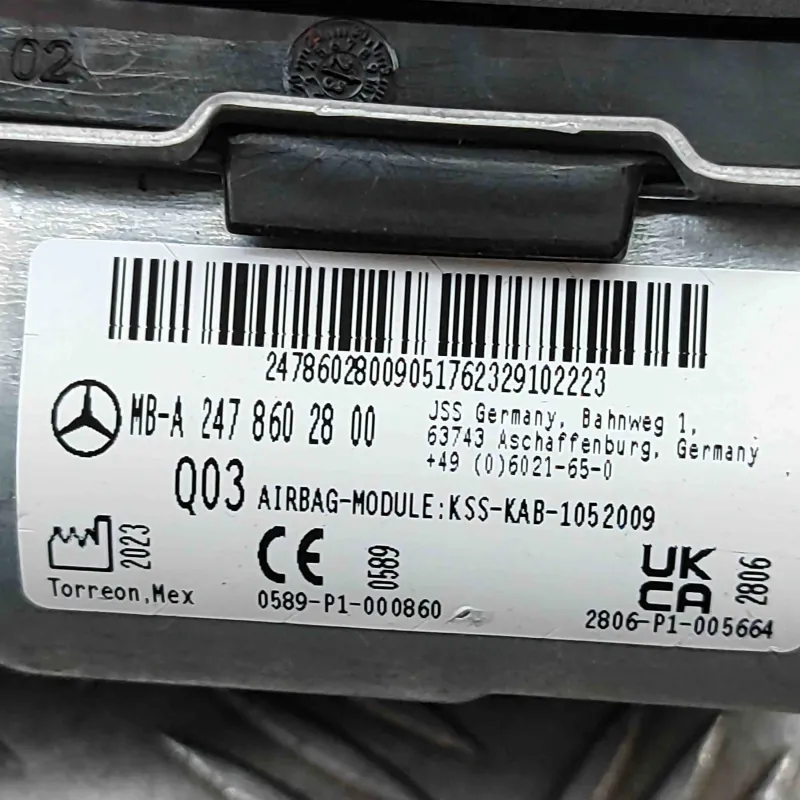 02
24786028009051762329102223
MB-A 247 860 28 00
JSS Germany, Bahnweg 1,
63743 Aschaffenburg, Germany
+49 (0)6021-65-0
Q03 AIRBAG-MODULE:KSS-KAB-1052009
2023
Torreon,Mex
CE 0589
0589-P1-000860
UK
CA
2806
2806-P1-005664